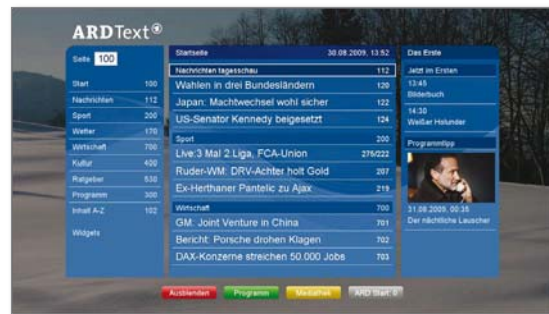 ARD Text
Seite 100
Start 100
Nachrichten 112
Sport 200
Wetter 170
Wirtschaft 700
Kultur 400
Ratgeber 530
Programm 300
Inhalt A-Z 102
Widgets
Startseite 30.08.2009, 13:52
Nachrichten tagesschau 112
Wahlen in drei Bundesländern 120
Japan: Machtwechsel wohl sicher 122
US-Senator Kennedy beigesetzt 124
Sport 200
Live:3 Mal 2.Liga, FCA-Union 275/222
Ruder-WM: DRV-Achter holt Gold 207
Ex-Herthaner Pantelic zu Ajax 219
Wirtschaft 700
GM: Joint Venture in China 701
Bericht: Porsche drohen Klagen 702
DAX-Konzerne streichen 50.000 Jobs 703
Das Erste
Jetzt im Ersten
13:45
Bilderbuch
14:30
Weißer Holunder
Programmtipp
31.08.2009, 00:35
Der nächtliche Lauscher
Ausblenden
Programm
Mediathek
ARD Start: 0